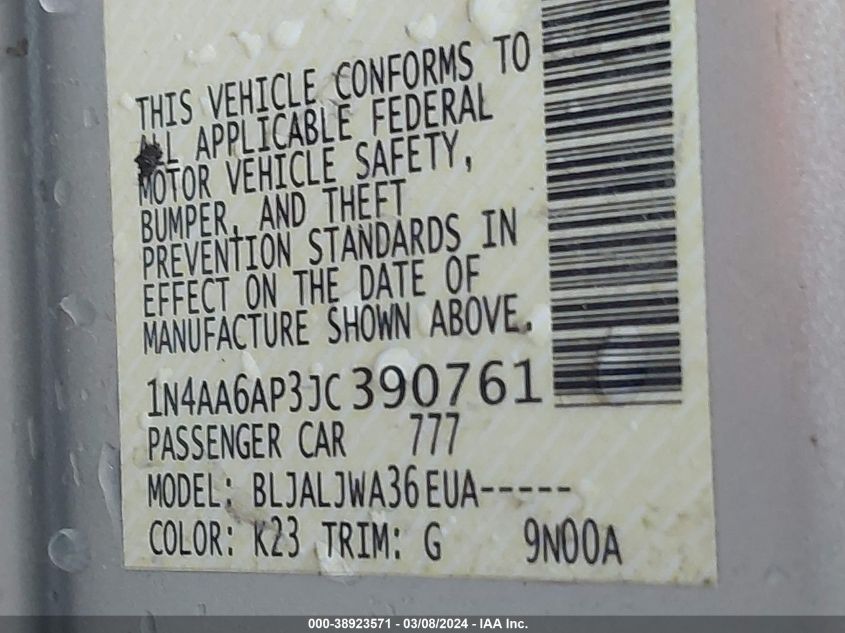 THIS VEHICLE CONFORMS TO
ALL APPLICABLE FEDERAL
MOTOR VEHICLE SAFETY,
BUMPER, AND THEFT
PREVENTION STANDARDS IN
EFFECT ON THE DATE OF
MANUFACTURE SHOWN ABOVE.
1N4AA6AP3JC390761
PASSENGER CAR 777
MODEL: BLJALJWA36EUA-----
COLOR: K23 TRIM: G 9N00A
000-38923571 - 03/08/2024 - IAA Inc.